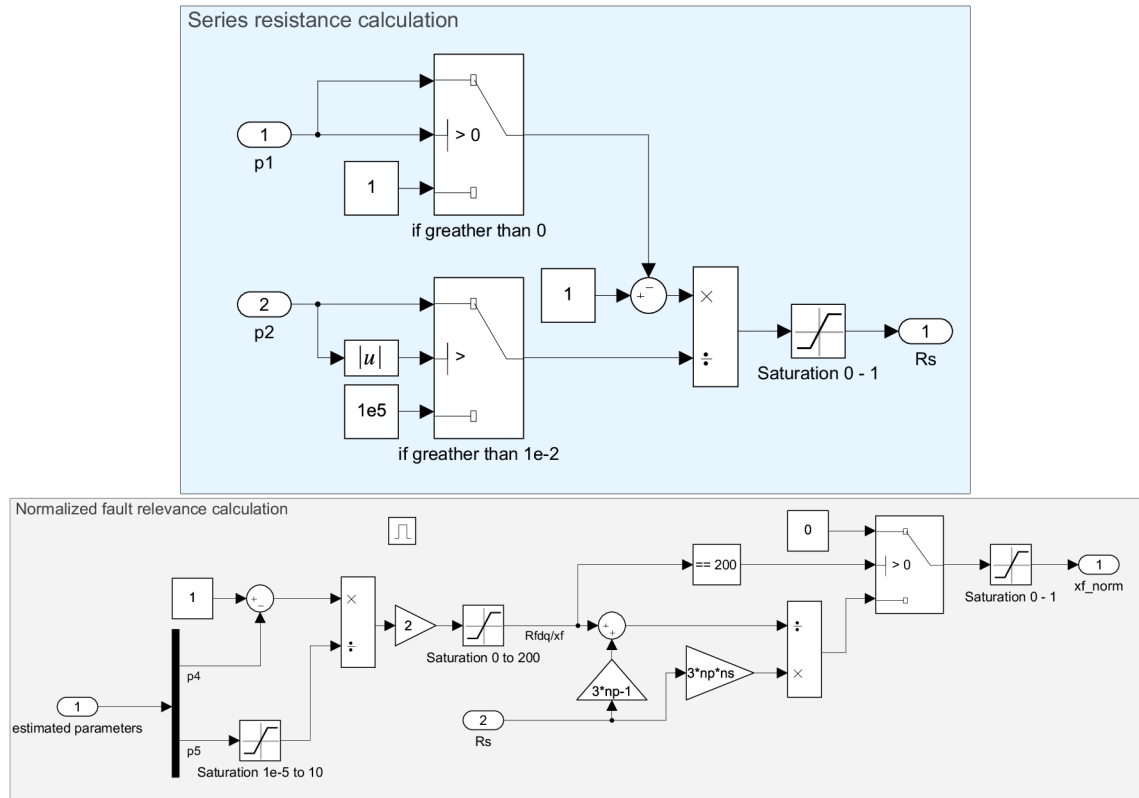 Series resistance calculation
1
p1
> 0
1
if greather than 0
2
p2
|u|
>
1e5
if greather than 1e-2
1
+
−
×
÷
Saturation 0 - 1
1
Rs
Normalized fault relevance calculation
1
+
−
×
÷
2
Saturation 0 to 200
Rfdq/xf
1
estimated parameters
p4
p5
Saturation 1e-5 to 10
== 200
+
+
3*np-1
2
Rs
3*np*ns
÷
×
0
> 0
Saturation 0 - 1
1
xf_norm